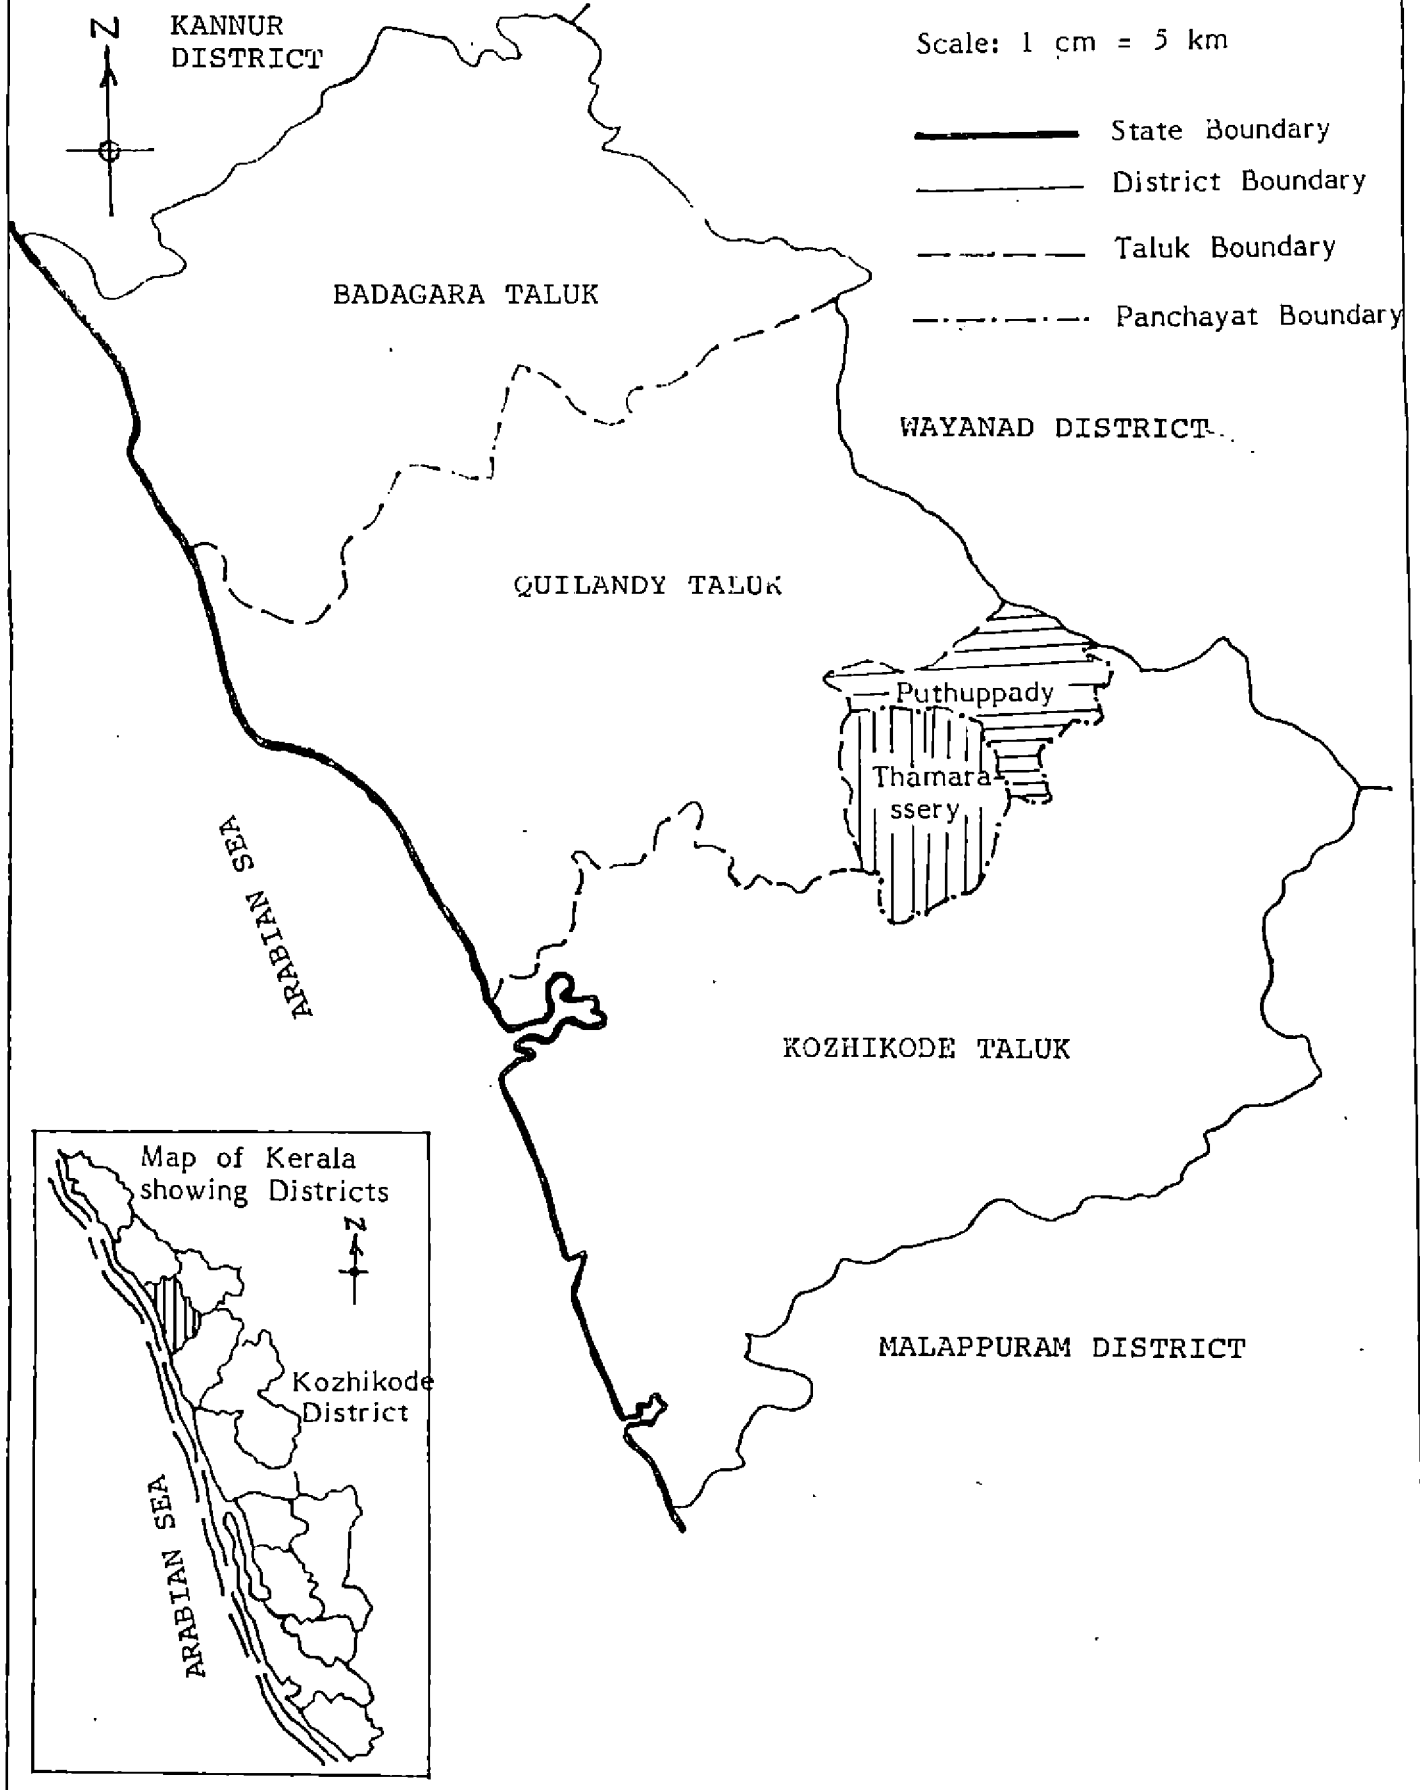 N
KANNUR
DISTRICT
Scale: 1 cm = 5 km
State Boundary
District Boundary
Taluk Boundary
Panchayat Boundary
BADAGARA TALUK
WAYANAD DISTRICT
QUILANDY TALUK
Puthuppady
Thamara-
ssery
ARABIAN SEA
KOZHIKODE TALUK
MALAPPURAM DISTRICT
Map of Kerala
showing Districts
N
Kozhikode
District
ARABIAN SEA